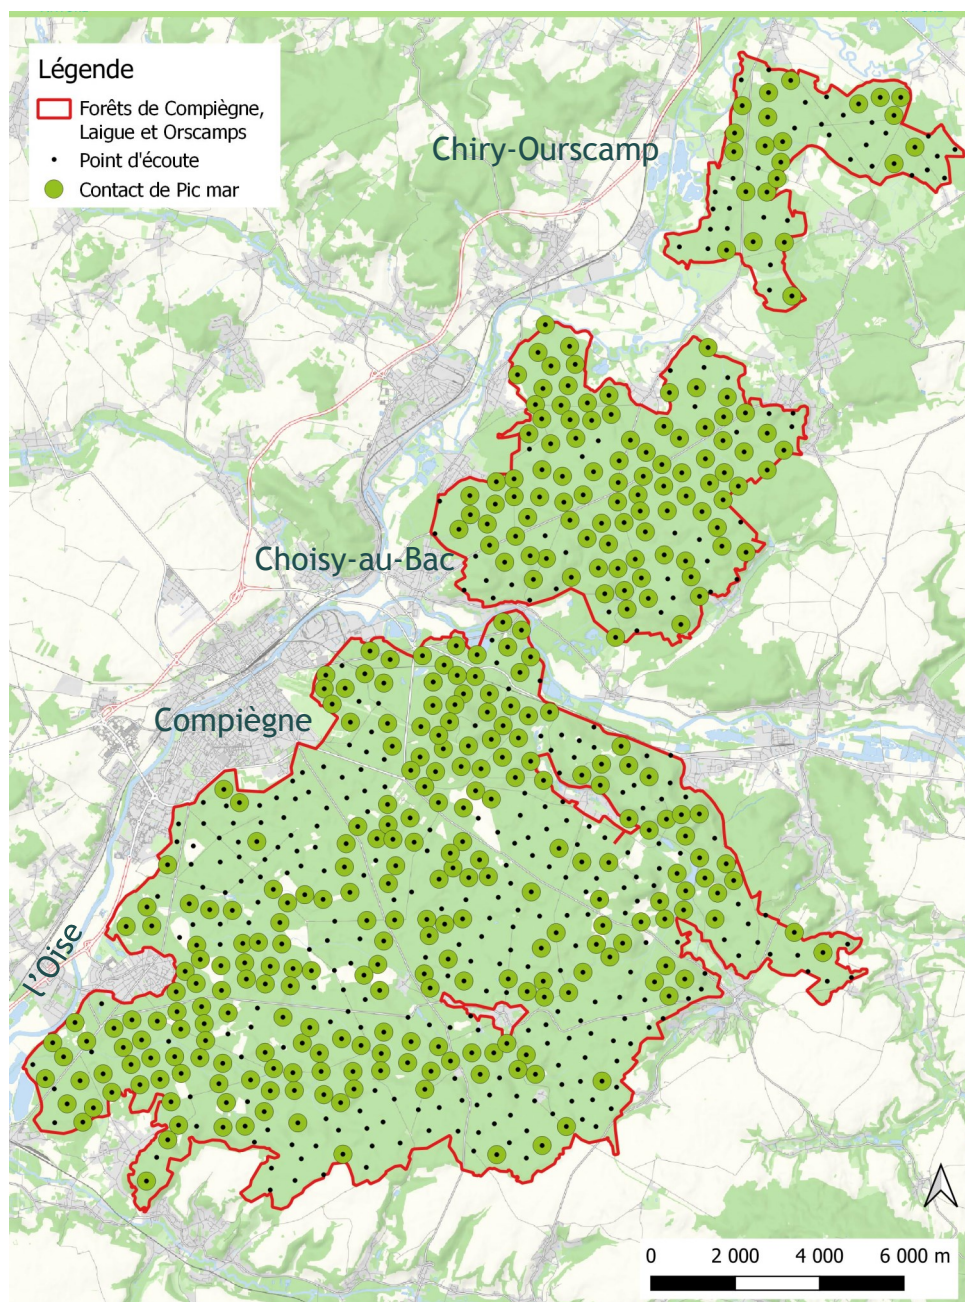 Légende
Forêts de Compiègne,
Laigue et Orscamps
Point d'écoute
Contact de Pic mar
Chiry-Ourscamp
Choisy-au-Bac
Compiègne
l'Oise
0 2 000 4 000 6 000 m